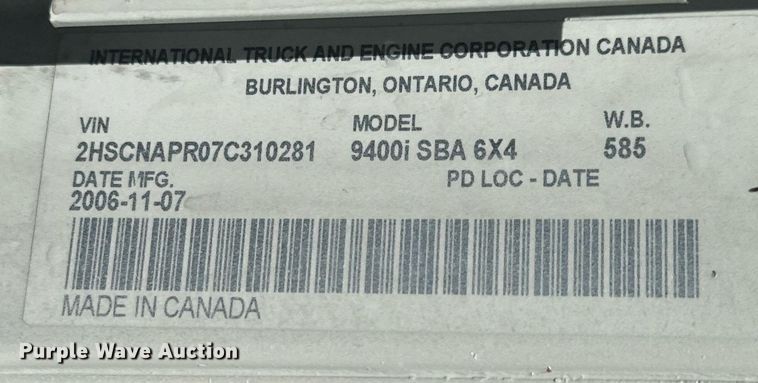 INTERNATIONAL TRUCK AND ENGINE CORPORATION CANADA
BURLINGTON, ONTARIO, CANADA
VIN MODEL W.B.
2HSCNAPR07C310281 9400i SBA 6X4 585
DATE MFG. PD LOC - DATE
2006-11-07
MADE IN CANADA
Purple Wave Auction